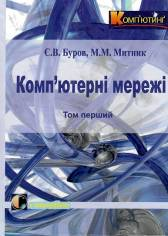 Комп'ютинг
Є.В. Буров, М.М. Митник
Комп'ютерні мережі
Том перший